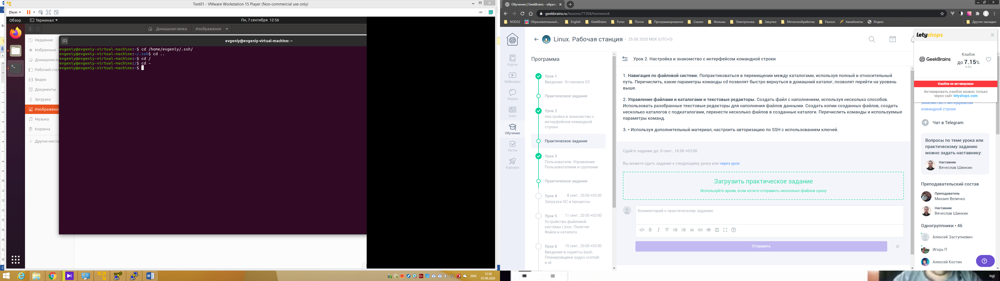 Test01 - VMware Workstation 15 Player (Non-commercial use only)
Player
Обзор
Терминал
Пн, 7 сентября 12:56
Домашняя папка
Изображения
Недавние
Избранные
Домашняя па
Рабочий стол
Видео
Документы
Загрузки
Изображения
Музыка
Корзина
Другие места
evgeniy@evgeniy-virtual-machine: ~
evgeniy@evgeniy-virtual-machine:~$ cd /home/evgeniy/.ssh/
evgeniy@evgeniy-virtual-machine:~/.ssh$ cd ..
evgeniy@evgeniy-virtual-machine:~$ cd /
evgeniy@evgeniy-virtual-machine:/$ cd ~
evgeniy@evgeniy-virtual-machine:~$
ENG
12:56
07.09.2020
Обучение | GeekBrains - образо
geekbrains.ru/lessons/77304/homework
NOD32
Образовательный...
English
GeekBrains
Forex
Почта
Программирование
Сказки
Фильмы
Электроника
Закупки
Металлообработка
Разное
Авиабилеты
Яндекс
Другие закладки
Курсы
Вебинары
Форум
Блог
Обучение
Тесты
Карьера
Linux. Рабочая станция · 25.08.2020 MSK (UTC+3)
Программа
Урок 1
Введение. Установка ОС
Практическое задание
Урок 2
Настройка и знакомство с
интерфейсом командной
строки
Практическое задание
Урок 3
Пользователи. Управление
Пользователями и группами
Практическое задание
Урок 4 8 сент., 20:00 +03:00
Загрузка ОС и процессы
Урок 5 11 сент., 20:00 +03:00
Устройство файловой
системы Linux. Понятие
Файла и каталога
Урок 6 15 сент., 20:00 +03:00
Введение в скрипты bash.
Планировщики задач crontab
и at
Урок 2. Настройка и знакомство с интерфейсом командной строки
1. Навигация по файловой системе. Попрактиковаться в перемещении между каталогами, используя полный и относительный
путь. Перечислить, какие параметры команды cd позволят быстро вернуться в домашний каталог, позволят перейти на уровень
выше.
2. Управление файлами и каталогами и текстовые редакторы. Создать файл с наполнением, используя несколько способов.
Использовать разобранные текстовые редакторы для наполнения файлов данными. Создать копии созданных файлов, создать
несколько каталогов с подкаталогами, перенести несколько файлов в созданные каталоги. Перечислить команды и используемые
параметры команд.
3. * Используя дополнительный материал, настроить авторизацию по SSH с использованием ключей.
Сдайте задание до: 8 сент., 16:00 +03:00
Вы можете сдать задание к следующему уроку или через урок.
Загрузить практическое задание
Используйте архив, если хотите отправить несколько файлов сразу
Комментарий к практическому заданию
Отправить
letyshops
GeekBrains
Кэшбэк
до 7.15%
6.5%
Кэшбэк не активирован
Активировать кэшбэк можно только
через сайт letyshops.com
знакомство с интерфейсом
командной строки
Чат в Telegram
Вопросы по теме урока или
практическому заданию
можно задать наставнику:
Наставник
Вячеслав Шинкин
Преподавательский состав
Преподаватель
Михаил Величко
Наставник
Вячеслав Шинкин
Одногруппники • 46
Алексей Заступневич
Игорь П
Алексей Костин